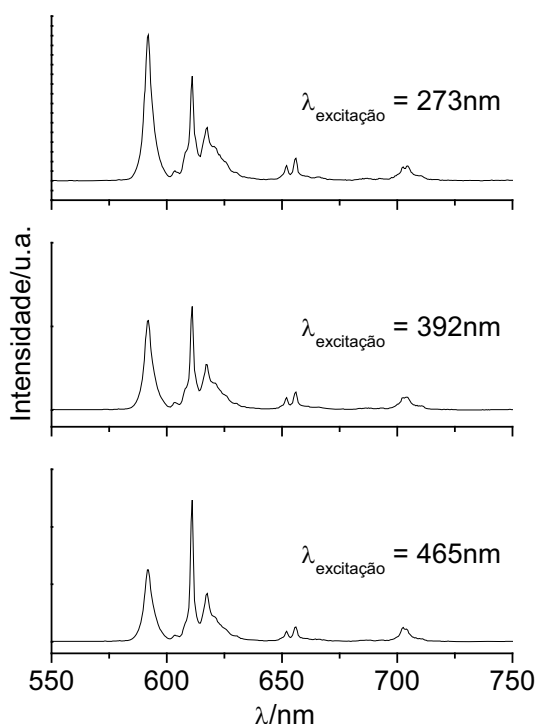 λexcitação = 273nm
λexcitação = 392nm
λexcitação = 465nm
Intensidade/u.a.
550 600 650 700 750
λ/nm